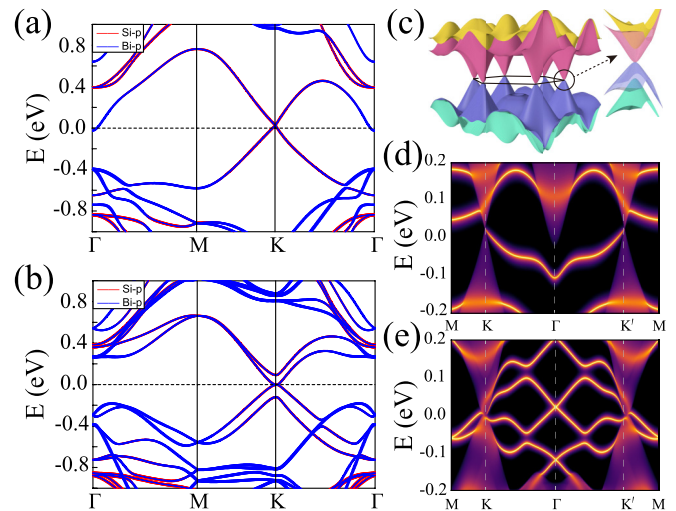 (a)
Si-p
Bi-p
E (eV)
0.8
0.4
0.0
-0.4
-0.8
Γ M K Γ
(b)
Si-p
Bi-p
E (eV)
0.8
0.4
0.0
-0.4
-0.8
Γ M K Γ
(c)
(d)
E (eV)
0.2
0.1
0.0
-0.1
-0.2
M K Γ K' M
(e)
E (eV)
0.2
0.1
0.0
-0.1
-0.2
M K Γ K' M